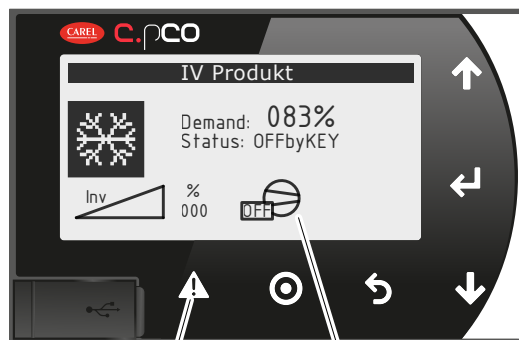 CAREL c.pCO
IV Produkt
Demand: 083%
Status: OFFbyKEY
Inv % 
000 OFF